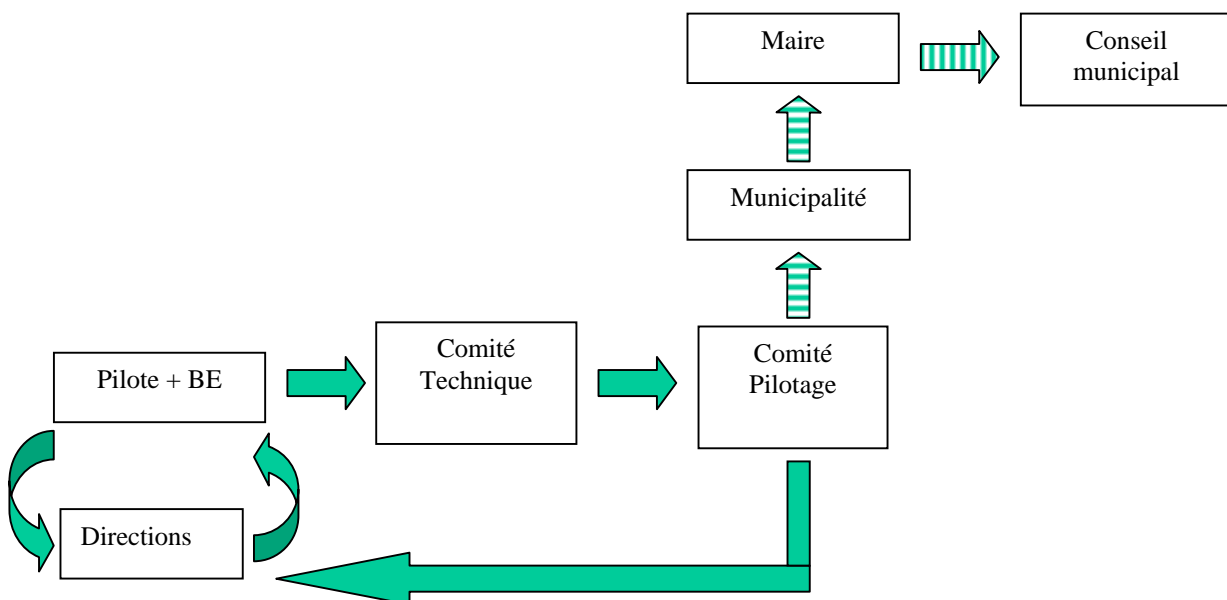 Maire
Conseil
municipal
Municipalité
Comité
Technique
Comité
Pilotage
Pilote + BE
Directions